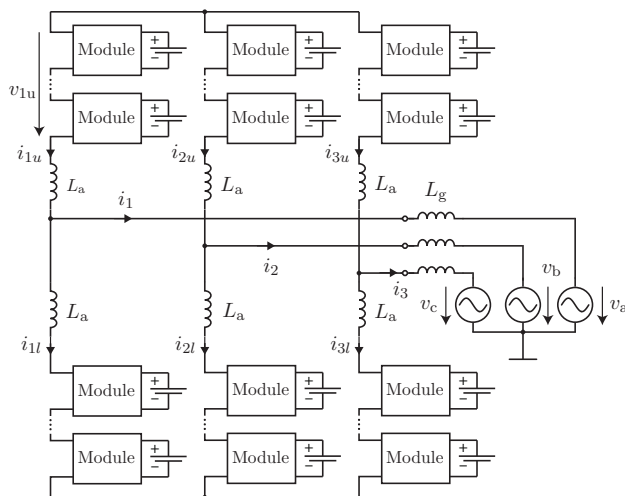 Module + − Module + − Module + −
v1u
Module + − Module + − Module + −
i1u i2u i3u
La La La Lg
i1
i2
i3
vb
vc va
La La La
i1l i2l i3l
Module + − Module + − Module + −
Module + − Module + − Module + −